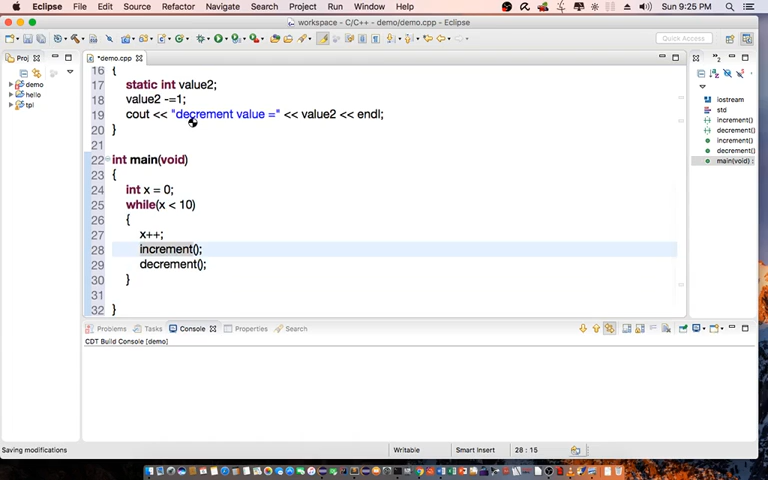 Eclipse File Edit Source Refactor Navigate Search Project Run Window Help Sun 9:25 PM
workspace - C/C++ - demo/demo.cpp - Eclipse
Quick Access
Proj
*demo.cpp
demo
hello
tpl
16 {
17 static int value2;
18 value2 -=1;
19 cout << "decrement value =" << value2 << endl;
20 }
21
22 int main(void)
23 {
24 int x = 0;
25 while(x < 10)
26 {
27 x++;
28 increment();
29 decrement();
30 }
31
32 }
iostream
std
increment()
decrement()
increment()
decrement()
main(void) :
Problems Tasks Console Properties Search
CDT Build Console [demo]
Saving modifications Writable Smart Insert 28 : 15